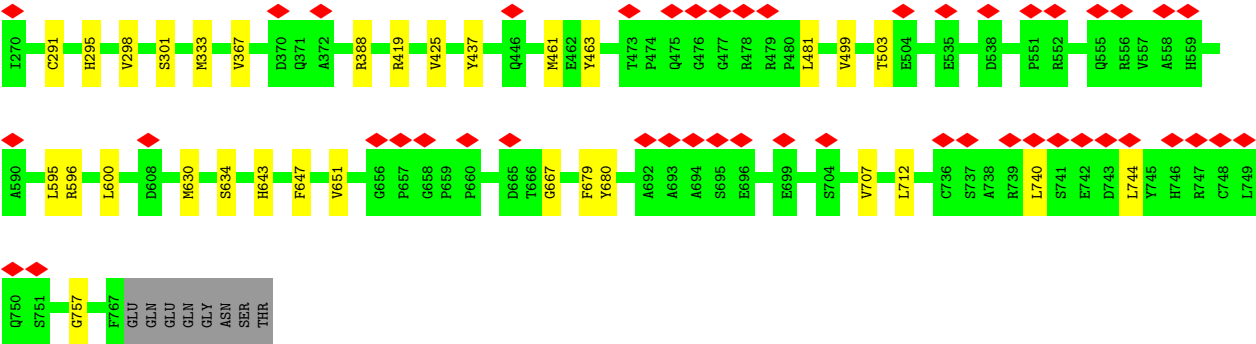 I270 C291 H295 V298 S301 M333 V367 D370 Q371 A372 R388 R419 V425 Y437 Q446 M461 E462 Y463 T473 P474 Q475 G476 G477 R478 R479 P480 L481 V499 T503 E504 E535 D538 P551 R552 Q555 R556 V557 A558 H559
A590 L595 R596 L600 D608 M630 S634 H643 F647 V651 G656 P657 G658 P659 P660 D665 T666 G667 F679 Y680 A692 A693 A694 S695 E696 E699 S704 V707 L712 C736 S737 A738 R739 L740 S741 E742 D743 L744 Y745 H746 R747 C748 L749
Q750 S751 G757 F767 GLU GLN GLU GLN GLY ASN SER THR